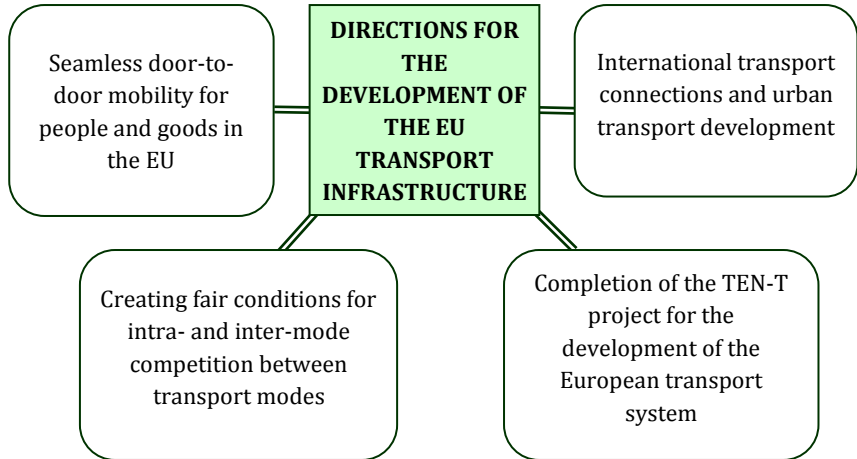 DIRECTIONS FOR
THE
DEVELOPMENT OF
THE EU
TRANSPORT
INFRASTRUCTURE
Seamless door-to-
door mobility for
people and goods in
the EU
International transport
connections and urban
transport development
Creating fair conditions for
intra- and inter-mode
competition between
transport modes
Completion of the TEN-T
project for the
development of the
European transport
system